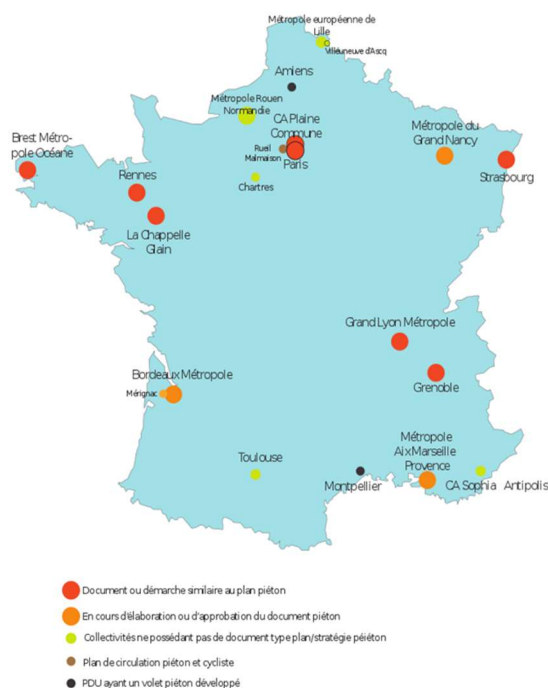 Métropole européenne de
Lille
Villeuneuve d'Ascq
Amiens
Métropole Rouen
Normandie
CA Plaine
Commune
Rueil
Malmaison
Paris
Métropole du
Grand Nancy
Strasbourg
Brest Métro-
pole Océane
Rennes
Chartres
La Chappelle
Glain
Grand Lyon Métropole
Grenoble
Bordeaux Métropole
Mérignac
Toulouse
Métropole
Aix Marseille
Provence
Montpellier
CA Sophia Antipolis
Document ou démarche similaire au plan piéton
En cours d'élaboration ou d'approbation du document piéton
Collectivités ne possédant pas de document type plan/stratégie péiéton
Plan de circulation piéton et cycliste
PDU ayant un volet piéton développé